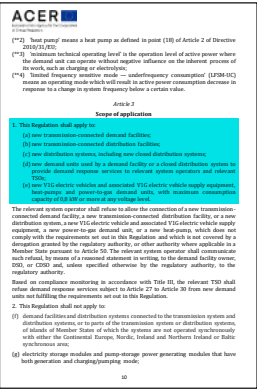 ACER
European Union Agency for the Cooperation
of Energy Regulators
(**2) 'heat pump' means a heat pump as defined in point (18) of Article 2 of Directive
2010/31/EU;
(**3) 'minimum technical operating level' is the operation level of active power where
the demand unit can operate without negative influence on the inherent process of
its work, such as charging or electrolysis;
(**4) 'limited frequency sensitive mode — underfrequency consumption' (LFSM-UC)
means an operating mode which will result in active power consumption decrease in
response to a change in system frequency below a certain value.
Article 3
Scope of application
1. This Regulation shall apply to:
(a) new transmission-connected demand facilities;
(b) new transmission-connected distribution facilities;
(c) new distribution systems, including new closed distribution systems;
(d) new demand units used by a demand facility or a closed distribution system to
provide demand response services to relevant system operators and relevant
TSOs;
(e) new V1G electric vehicles and associated V1G electric vehicle supply equipment,
heat-pumps and power-to-gas demand units, with maximum consumption
capacity of 0,8 kW or more at any voltage level.
The relevant system operator shall refuse to allow the connection of a new transmission-
connected demand facility, a new transmission-connected distribution facility, or a new
distribution system, a new V1G electric vehicle and associated V1G electric vehicle supply
equipment, a new power-to-gas demand unit, or a new heat-pump, which does not
comply with the requirements set out in this Regulation and which is not covered by a
derogation granted by the regulatory authority, or other authority where applicable in a
Member State pursuant to Article 50. The relevant system operator shall communicate
such refusal, by means of a reasoned statement in writing, to the demand facility owner,
DSO, or CDSO and, unless specified otherwise by the regulatory authority, to the
regulatory authority.
Based on compliance monitoring in accordance with Title III, the relevant TSO shall
refuse demand response services subject to Article 27 to Article 30 from new demand
units not fulfilling the requirements set out in this Regulation.
2. This Regulation shall not apply to:
(f) demand facilities and distribution systems connected to the transmission system and
distribution systems, or to parts of the transmission system or distribution systems,
of islands of Member States of which the systems are not operated synchronously
with either the Continental Europe, Nordic, Ireland and Northern Ireland or Baltic
synchronous area;
(g) electricity storage modules and pump-storage power generating modules that have
both generation and charging/pumping mode;
10